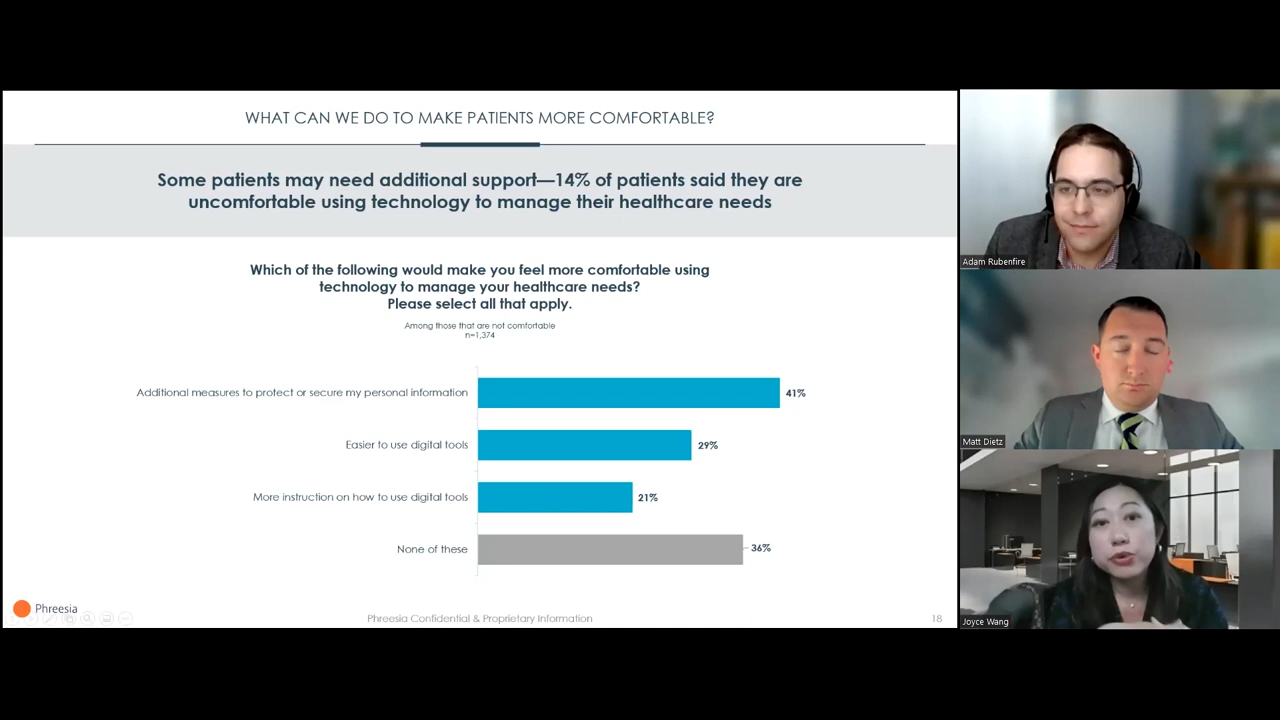 WHAT CAN WE DO TO MAKE PATIENTS MORE COMFORTABLE?
Some patients may need additional support—14% of patients said they are
uncomfortable using technology to manage their healthcare needs
Which of the following would make you feel more comfortable using
technology to manage your healthcare needs?
Please select all that apply.
Among those that are not comfortable
n=1,374
Additional measures to protect or secure my personal information 41%
Easier to use digital tools 29%
More instruction on how to use digital tools 21%
None of these 36%
Phreesia
Phreesia Confidential & Proprietary Information
18
Adam Rubenfire
Matt Dietz
Joyce Wang